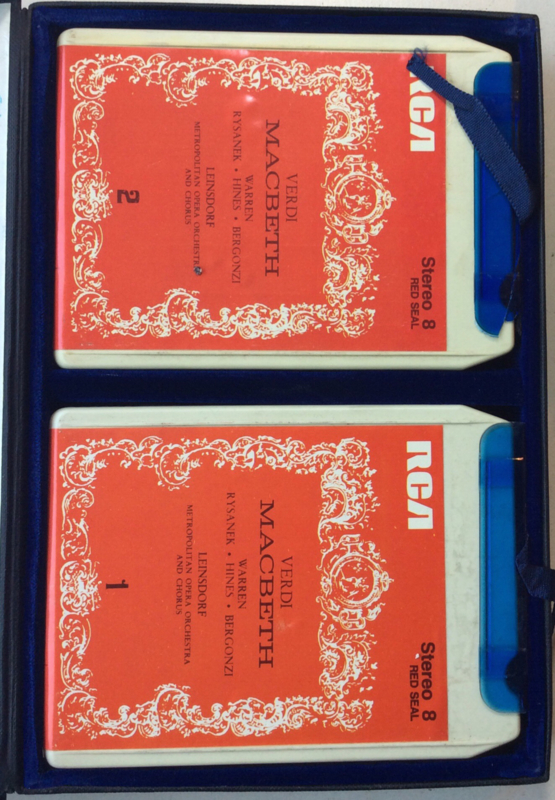 RCA
Stereo 8
RED SEAL
VERDI
MACBETH
WARREN
RYSANEK • HINES • BERGONZI
LEINSDORF
METROPOLITAN OPERA ORCHESTRA
AND CHORUS
2
RCA
Stereo 8
RED SEAL
VERDI
MACBETH
WARREN
RYSANEK • HINES • BERGONZI
LEINSDORF
METROPOLITAN OPERA ORCHESTRA
AND CHORUS
1